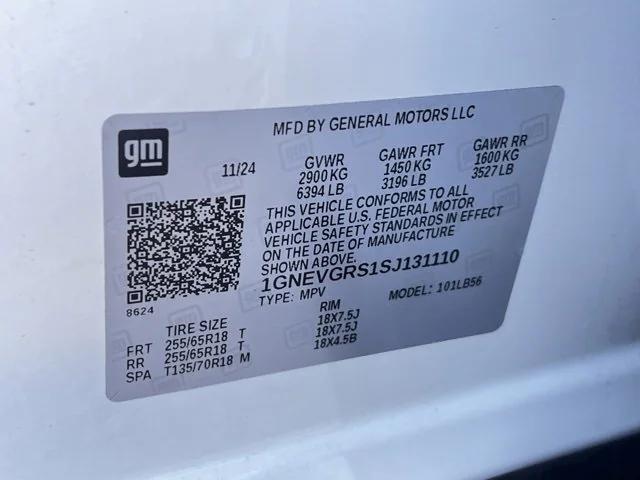 gm
MFD BY GENERAL MOTORS LLC
11/24 GVWR GAWR FRT GAWR RR
2900 KG 1450 KG 1600 KG
6394 LB 3196 LB 3527 LB
THIS VEHICLE CONFORMS TO ALL
APPLICABLE U.S. FEDERAL MOTOR
VEHICLE SAFETY STANDARDS IN EFFECT
ON THE DATE OF MANUFACTURE
SHOWN ABOVE.
1GNEVGRS1SJ131110
TYPE: MPV MODEL: 101LB56
8624
TIRE SIZE RIM
FRT 255/65R18 T 18X7.5J
RR 255/65R18 T 18X7.5J
SPA T135/70R18 M 18X4.5B